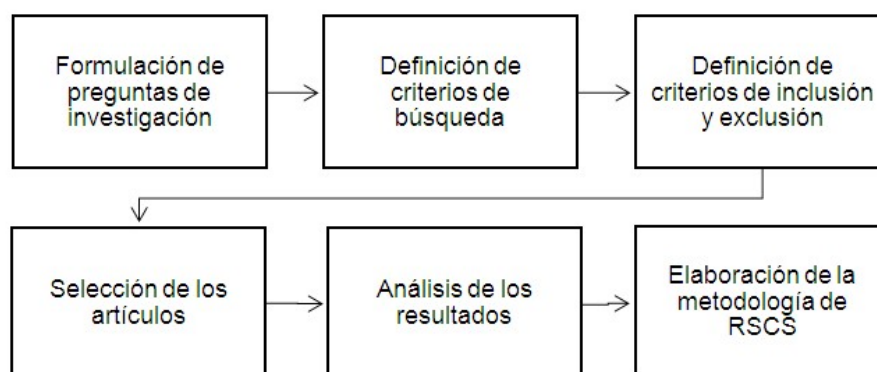 Formulación de
preguntas de
investigación
Definición de
criterios de
búsqueda
Definición de
criterios de inclusión
y exclusión
Selección de los
artículos
Análisis de los
resultados
Elaboración de la
metodología de
RSCS